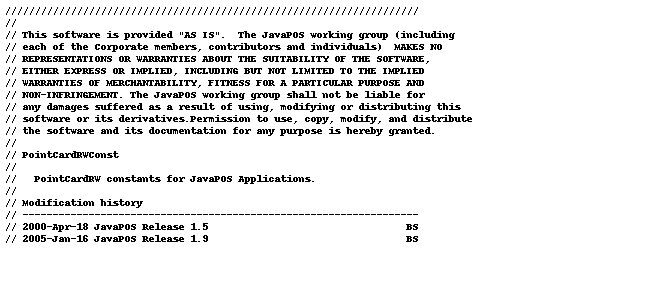 //////////////////////////////////////////////////////////////////////
//
// This software is provided "AS IS".  The JavaPOS working group (including
// each of the Corporate members, contributors and individuals)  MAKES NO
// REPRESENTATIONS OR WARRANTIES ABOUT THE SUITABILITY OF THE SOFTWARE,
// EITHER EXPRESS OR IMPLIED, INCLUDING BUT NOT LIMITED TO THE IMPLIED
// WARRANTIES OF MERCHANTABILITY, FITNESS FOR A PARTICULAR PURPOSE AND
// NON-INFRINGEMENT. The JavaPOS working group shall not be liable for
// any damages suffered as a result of using, modifying or distributing this
// software or its derivatives.Permission to use, copy, modify, and distribute
// the software and its documentation for any purpose is hereby granted.
//
// PointCardRWConst
//
//   PointCardRW constants for JavaPOS Applications.
//
// Modification history
// -------------------------------------------------------------------
// 2000-Apr-18 JavaPOS Release 1.5                                  BS
// 2005-Jan-16 JavaPOS Release 1.9                                  BS